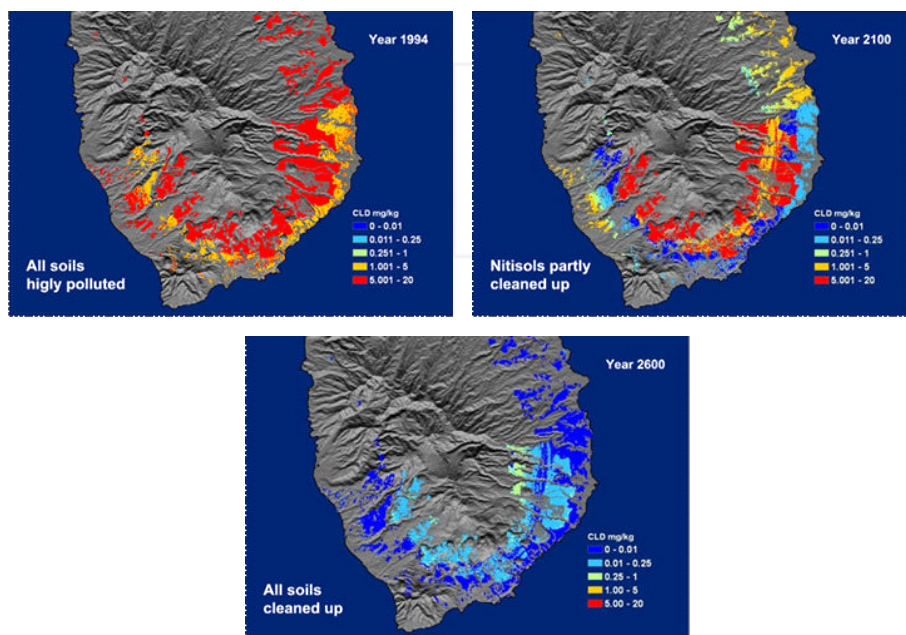 Year 1994
CLD mg/kg
0 - 0.01
0.011 - 0.25
0.251 - 1
1.001 - 5
5.001 - 20
All soils
higly polluted
Year 2100
CLD mg/kg
0 - 0.01
0.011 - 0.25
0.251 - 1
1.001 - 5
5.001 - 20
Nitisols partly
cleaned up
Year 2600
CLD mg/kg
0 - 0.01
0.01 - 0.25
0.25 - 1
1.00 - 5
5.00 - 20
All soils
cleaned up